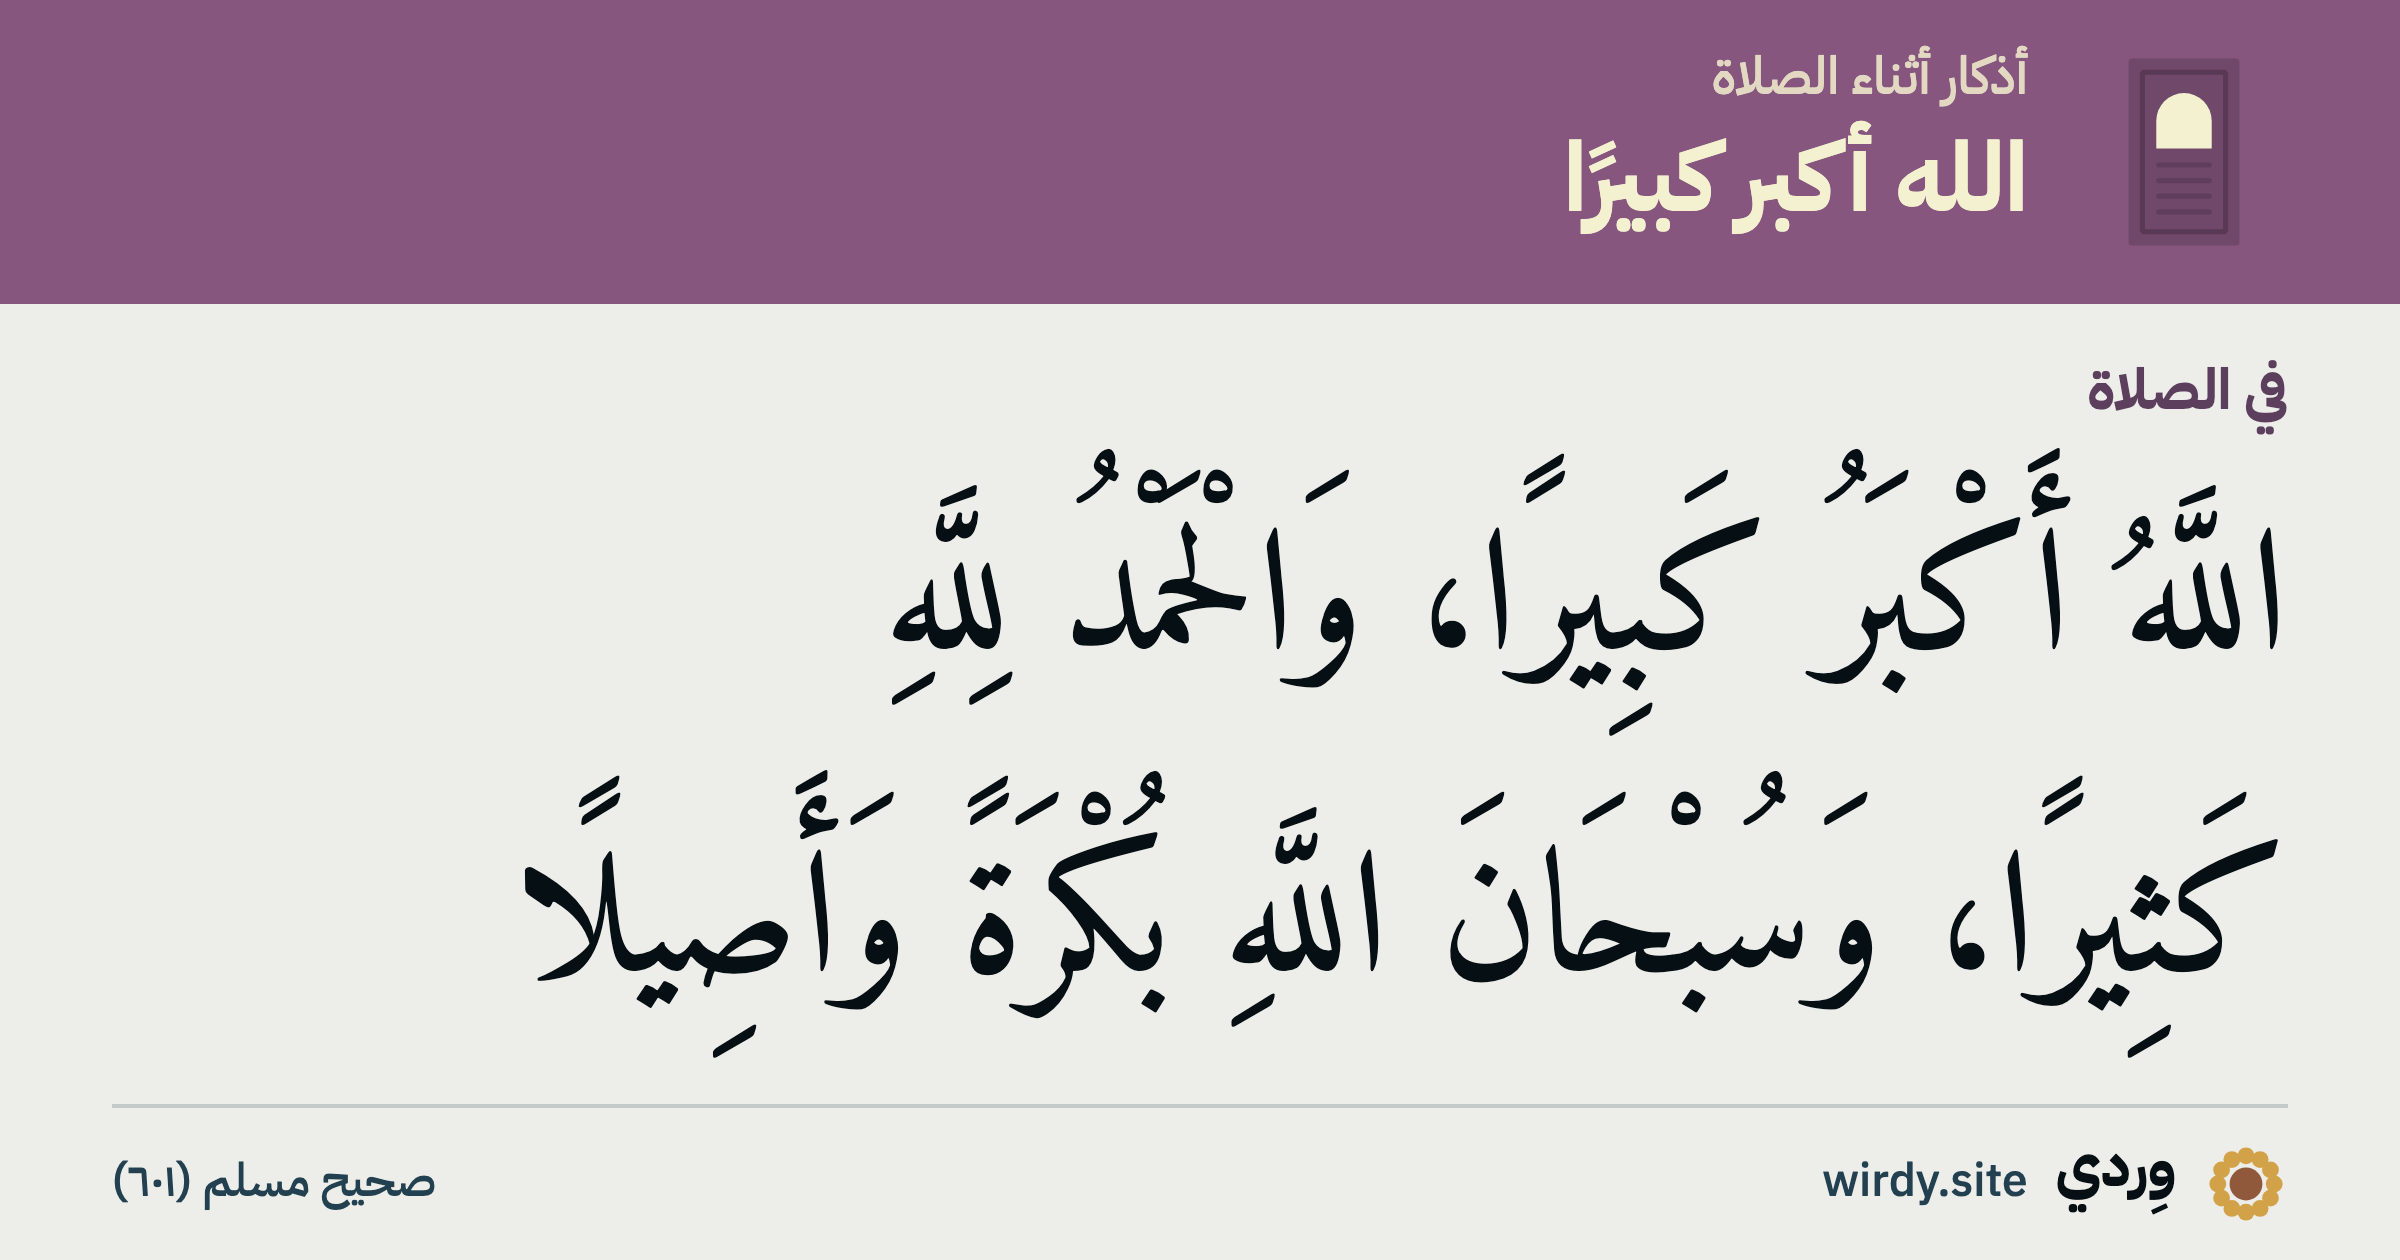 أذكار أثناء الصلاة
الله أكبر كبيرًا
في الصلاة
اللَّهُ أَكْبَرُ كَبِيرًا، وَالْحَمْدُ لِلَّهِ
كَثِيرًا، وَسُبْحَانَ اللَّهِ بُكْرَةً وَأَصِيلًا
وِردي wirdy.site
صحيح مسلم (٦٠١)